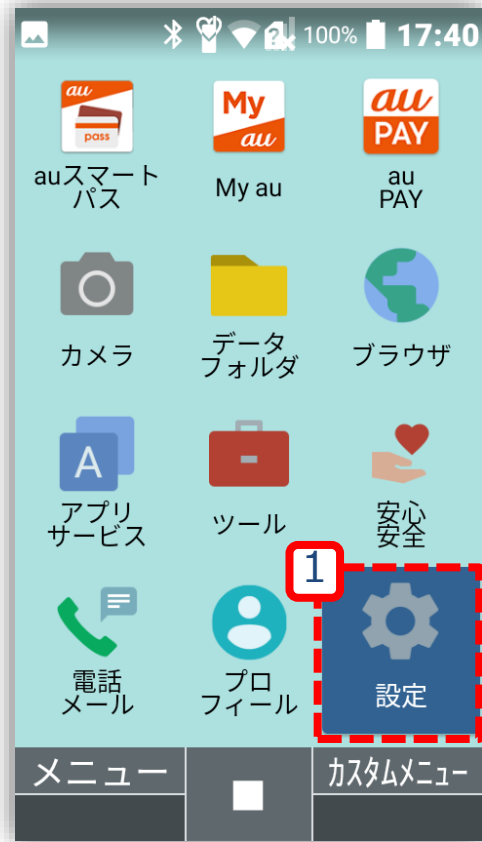 100% 17:40
au
pass
My
au
au
PAY
auスマート
パス
My au
au
PAY
カメラ
データ
フォルダ
ブラウザ
A
アプリ
サービス
ツール
安心
安全
1
電話
メール
プロ
フィール
設定
メニュー
カスタムメニュー